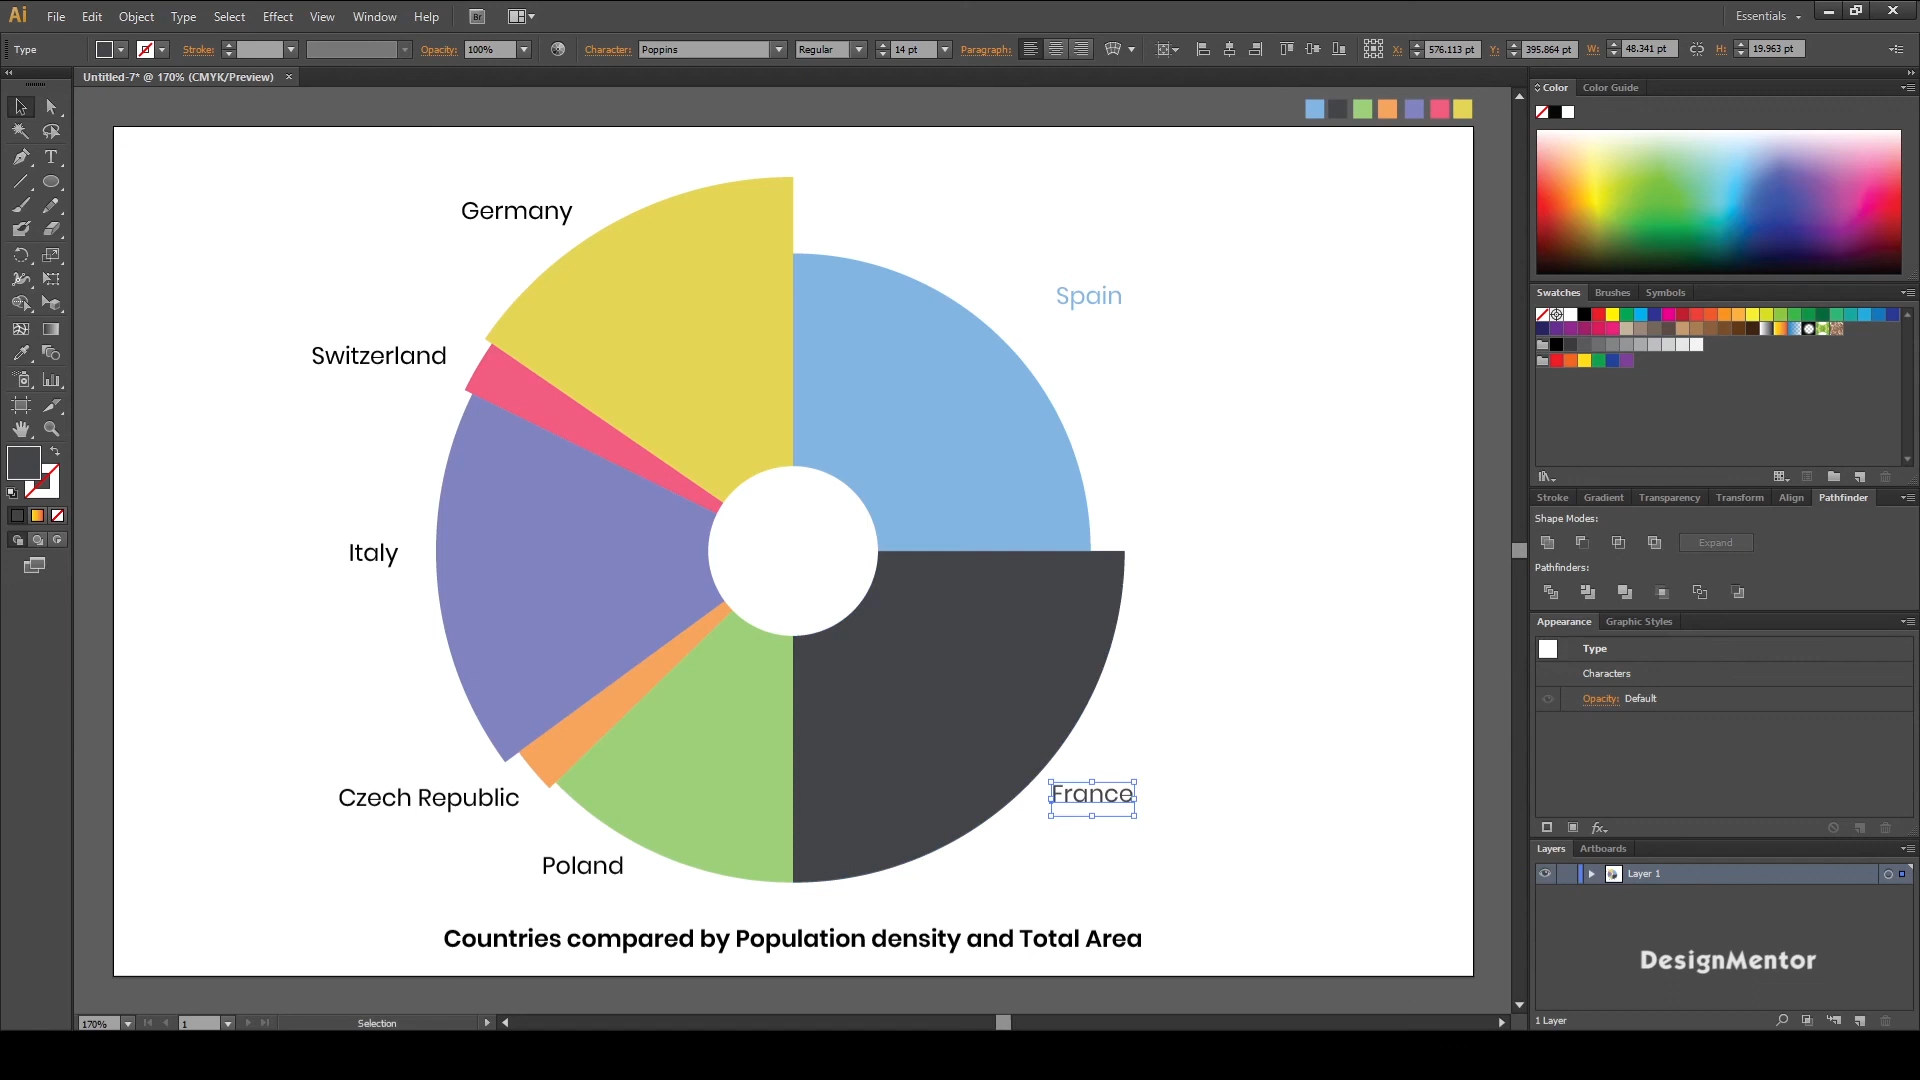 Ai File Edit Object Type Select Effect View Window Help Br Essentials
Type Stroke: Opacity: 100% Character: Poppins Regular 14 pt Paragraph: X: 576.113 pt Y: 395.864 pt W: 48.341 pt H: 19.963 pt
Untitled-7* @ 170% (CMYK/Preview)
Color Color Guide
Germany
Spain
Swatches Brushes Symbols
Switzerland
Stroke Gradient Transparency Transform Align Pathfinder
Shape Modes:
Expand
Italy
Pathfinders:
Appearance Graphic Styles
Type
Characters
Opacity: Default
France
Czech Republic
fx
Layers Artboards
Poland
Layer 1
Countries compared by Population density and Total Area
DesignMentor
170% 1 Selection
1 Layer